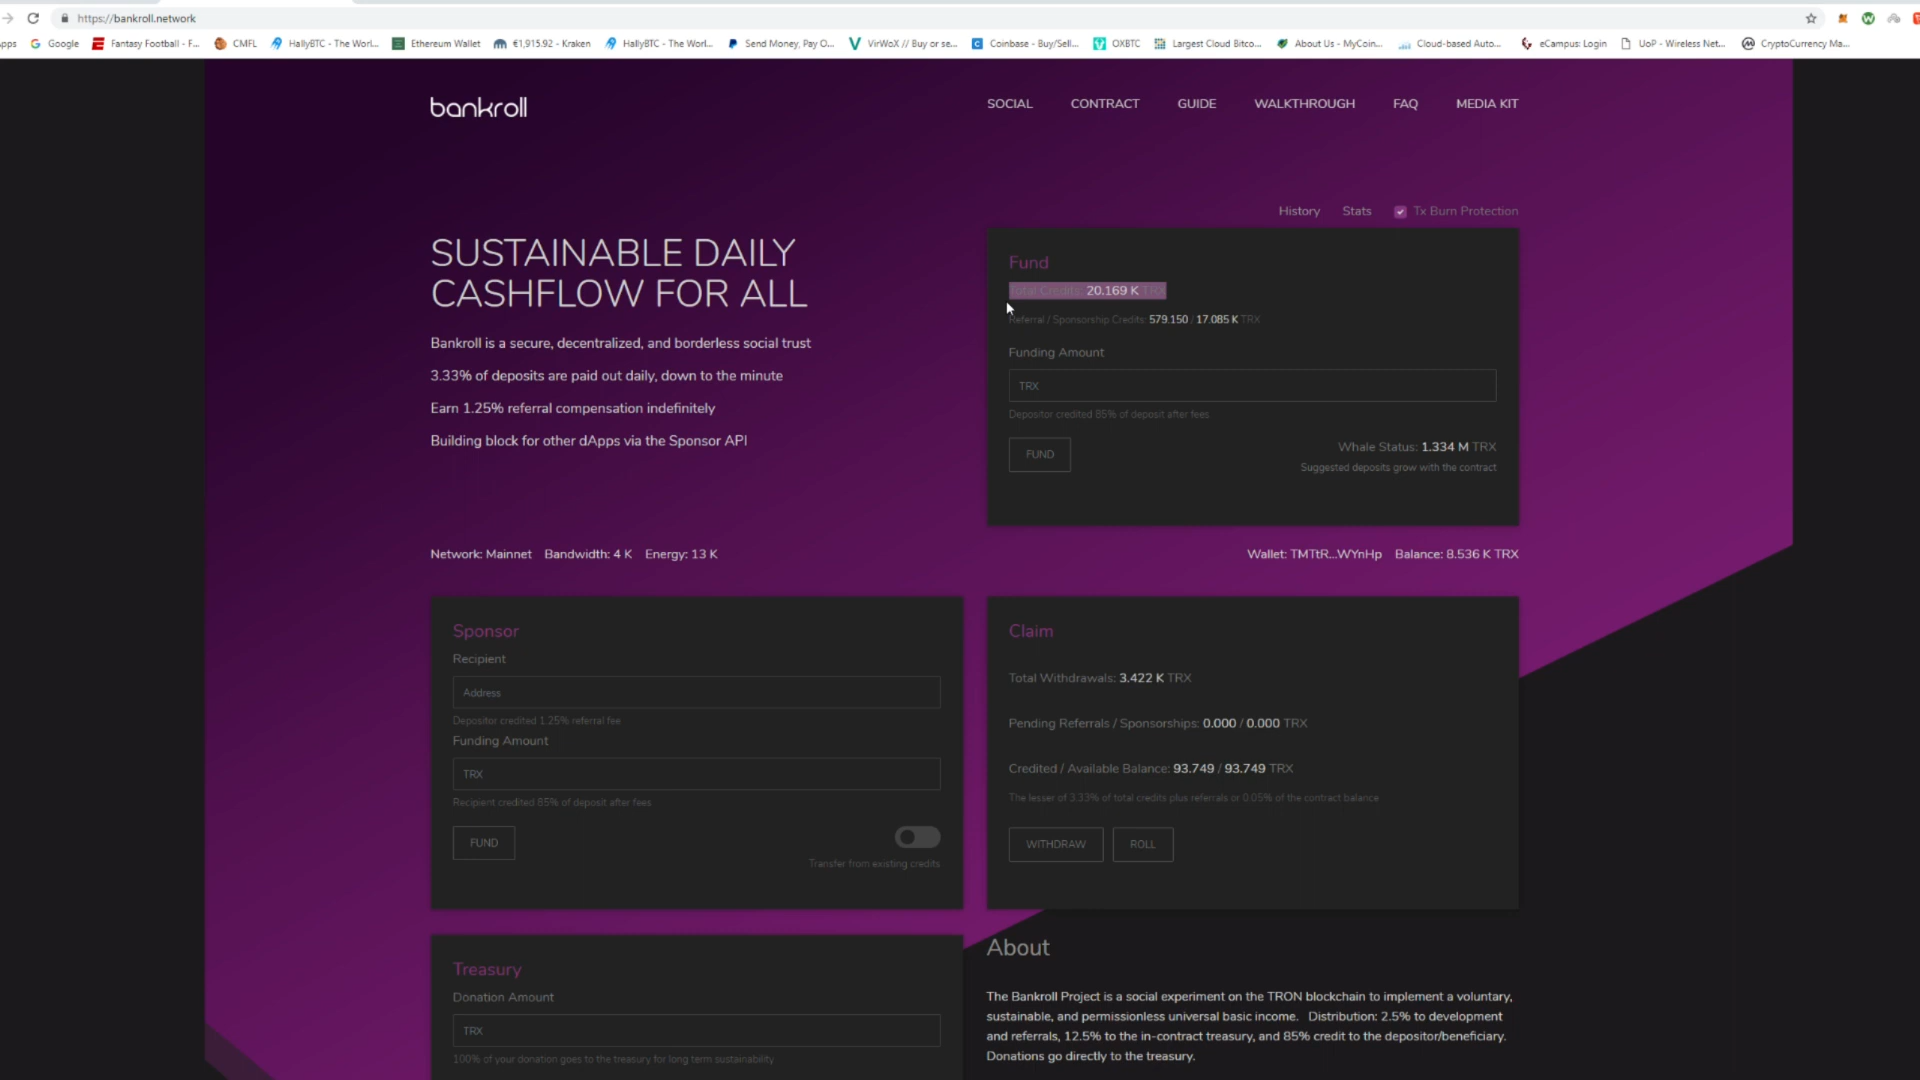 https://bankroll.network
pps
Google
Fantasy Football - F...
CMFL
HallyBTC - The Worl...
Ethereum Wallet
€1,915.92 - Kraken
HallyBTC - The Worl...
Send Money, Pay O...
VirWoX // Buy or se...
Coinbase - Buy/Sell...
OXBTC
Largest Cloud Bitco...
About Us - MyCoin...
Cloud-based Auto...
eCampus: Login
UoP - Wireless Net...
CryptoCurrency Ma...
bankroll
SOCIAL
CONTRACT
GUIDE
WALKTHROUGH
FAQ
MEDIA KIT
History
Stats
Tx Burn Protection
SUSTAINABLE DAILY
CASHFLOW FOR ALL
Bankroll is a secure, decentralized, and borderless social trust
3.33% of deposits are paid out daily, down to the minute
Earn 1.25% referral compensation indefinitely
Building block for other dApps via the Sponsor API
Fund
Total Credits: 20.169 K TRX
Referral / Sponsorship Credits: 579.150 / 17.085 K TRX
Funding Amount
TRX
Depositor credited 85% of deposit after fees
FUND
Whale Status: 1.334 M TRX
Suggested deposits grow with the contract
Network: Mainnet Bandwidth: 4 K Energy: 13 K
Wallet: TMTtR...WYnHp Balance: 8.536 K TRX
Sponsor
Recipient
Address
Depositor credited 1.25% referral fee
Funding Amount
TRX
Recipient credited 85% of deposit after fees
FUND
Transfer from existing credits
Claim
Total Withdrawals: 3.422 K TRX
Pending Referrals / Sponsorships: 0.000 / 0.000 TRX
Credited / Available Balance: 93.749 / 93.749 TRX
The lesser of 3.33% of total credits plus referrals or 0.05% of the contract balance
WITHDRAW
ROLL
Treasury
Donation Amount
TRX
100% of your donation goes to the treasury for long term sustainability
About
The Bankroll Project is a social experiment on the TRON blockchain to implement a voluntary,
sustainable, and permissionless universal basic income. Distribution: 2.5% to development
and referrals, 12.5% to the in-contract treasury, and 85% credit to the depositor/beneficiary.
Donations go directly to the treasury.